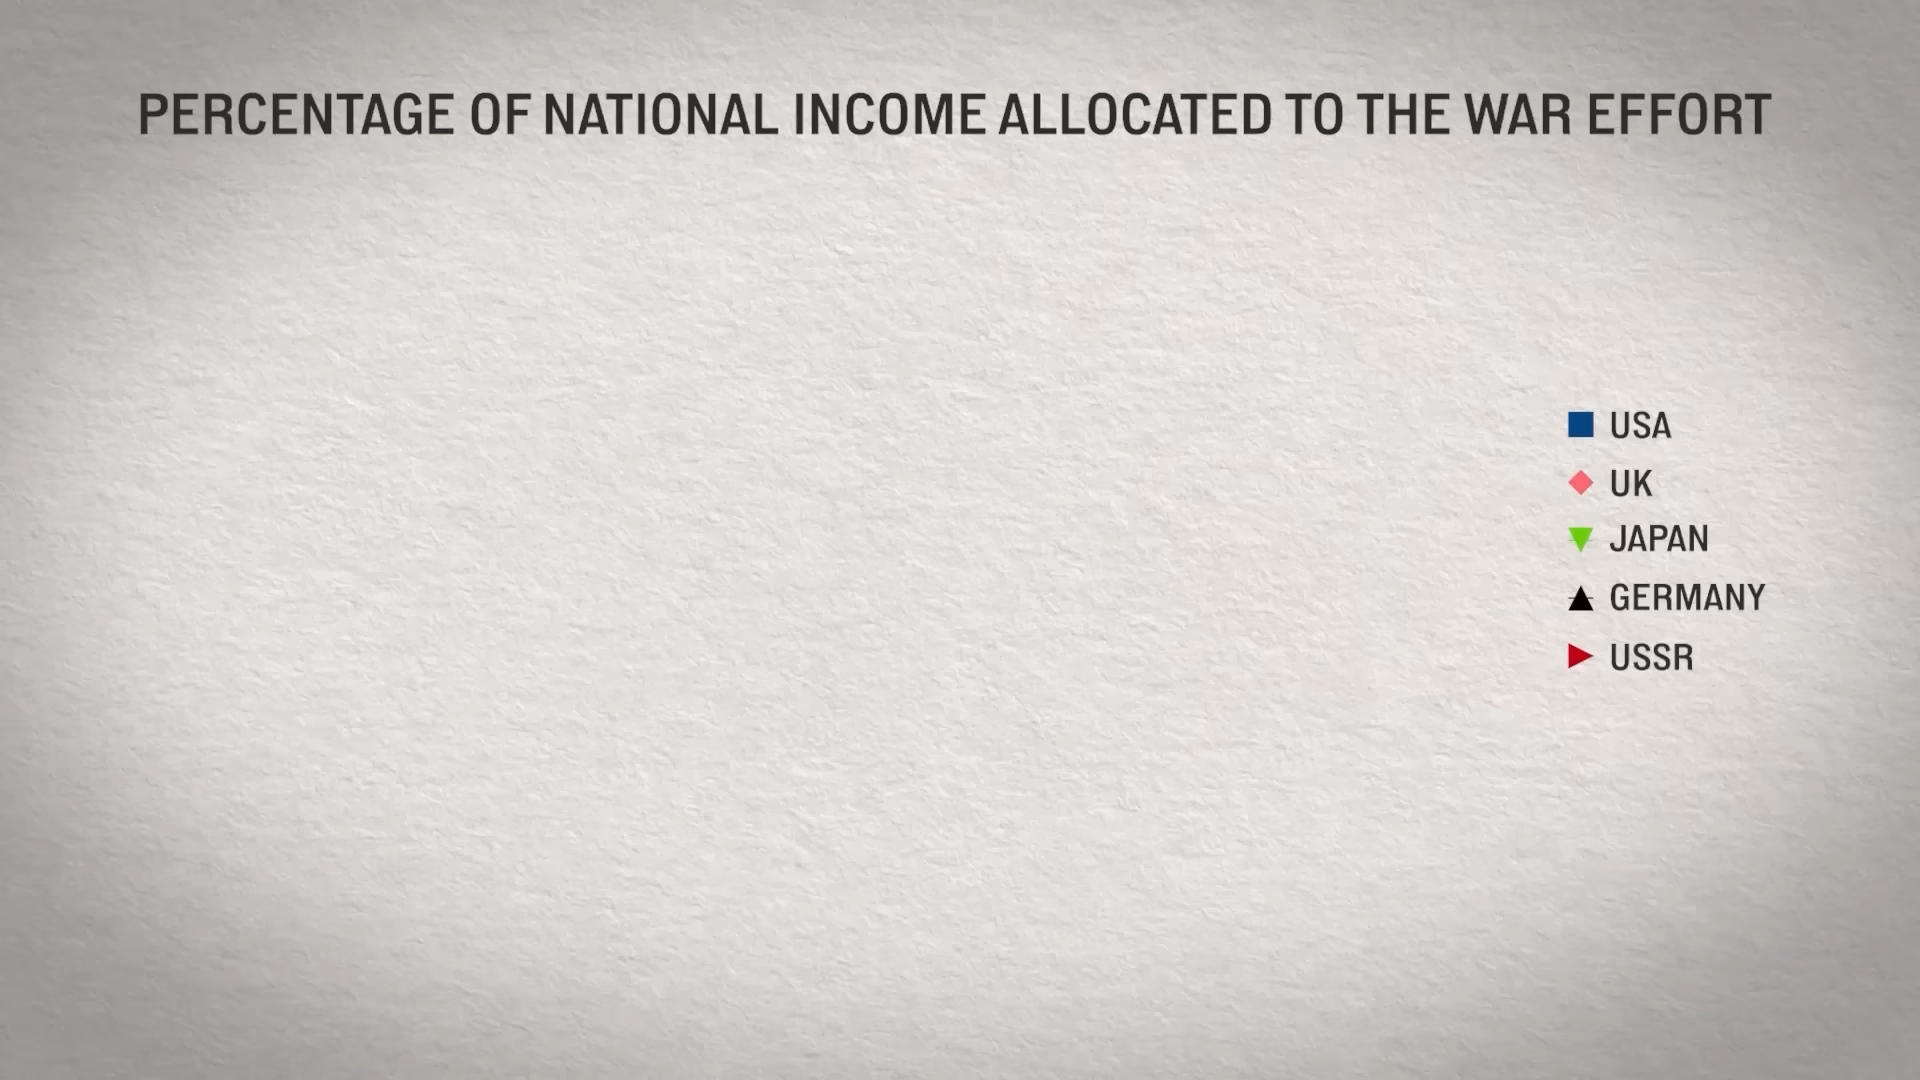 PERCENTAGE OF NATIONAL INCOME ALLOCATED TO THE WAR EFFORT
USA
UK
JAPAN
GERMANY
USSR